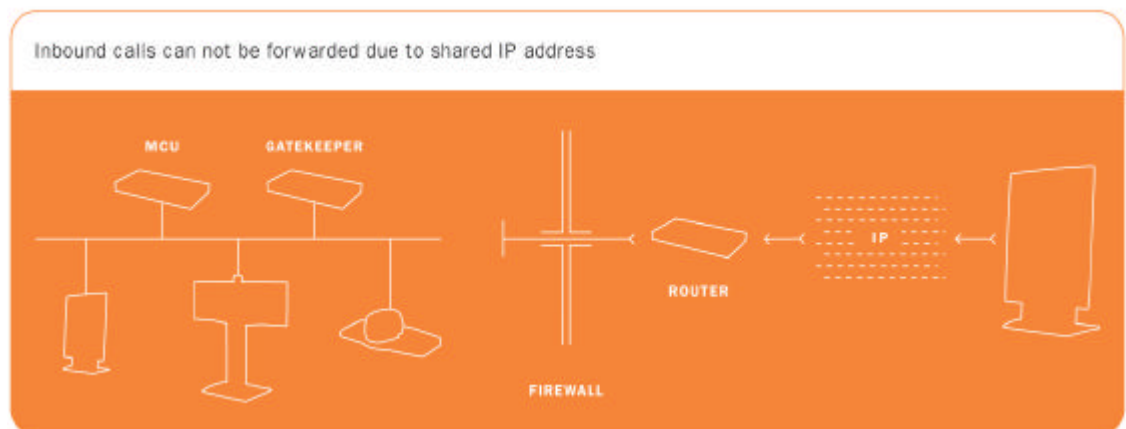 Inbound calls can not be forwarded due to shared IP address
MCU
GATEKEEPER
IP
ROUTER
FIREWALL